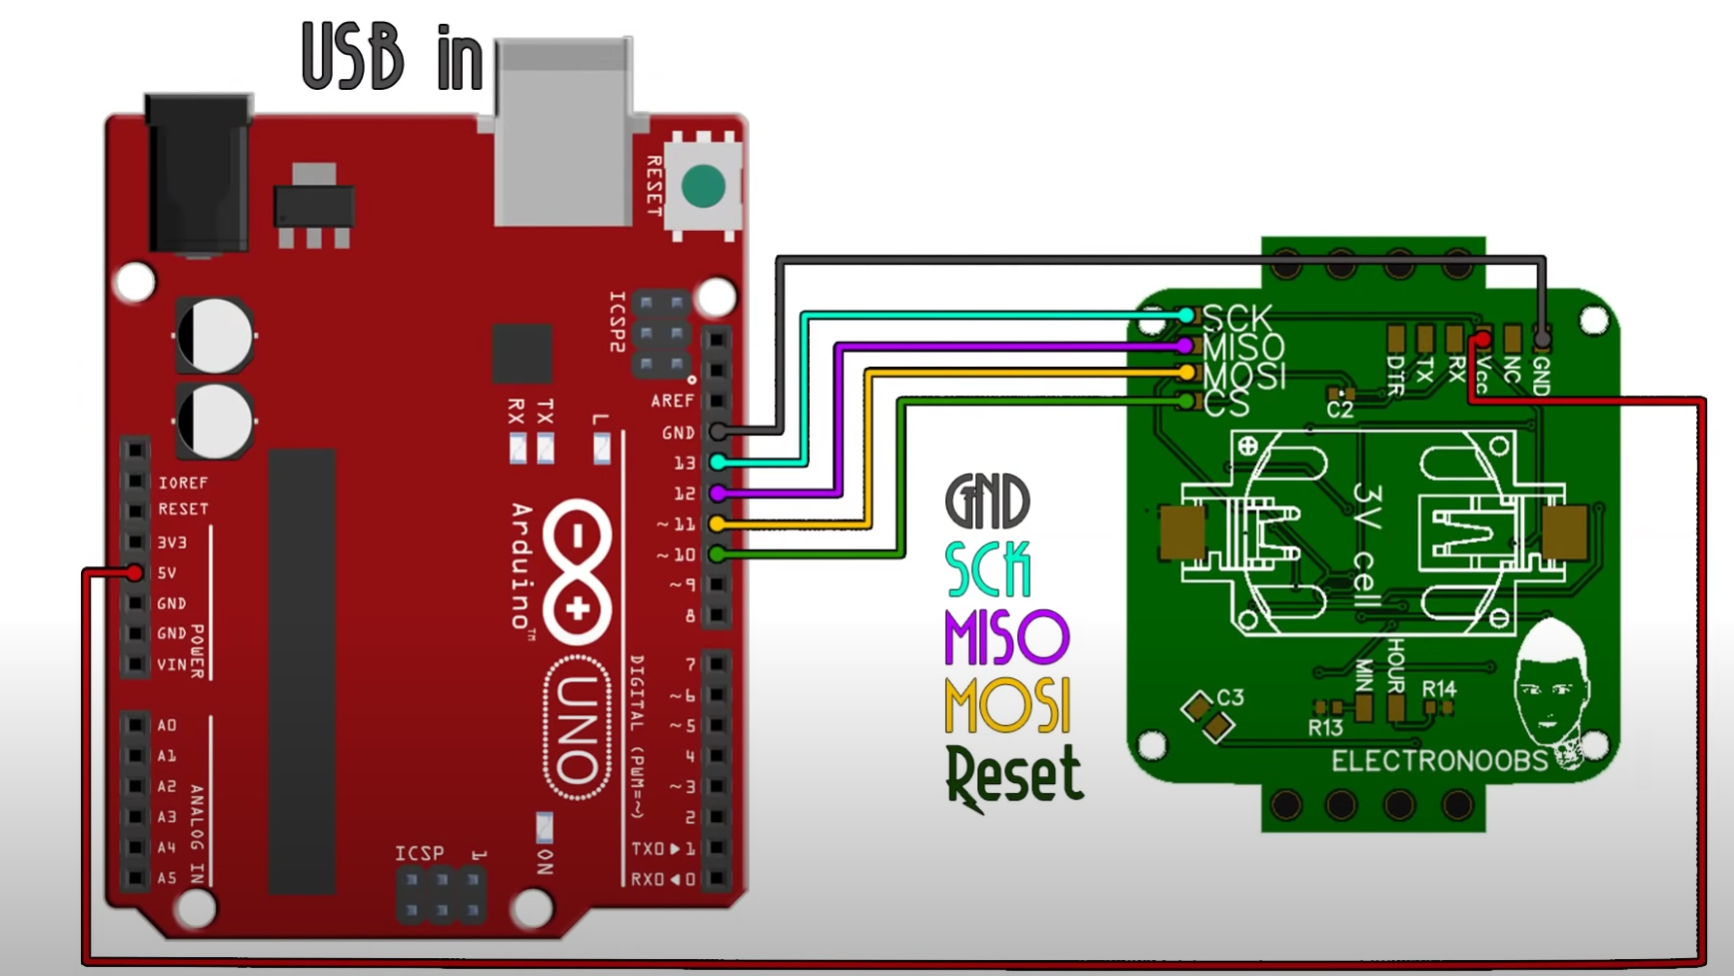 USB in
RESET
ICSP2
AREF
GND
13
12
~11
~10
~9
8
7
~6
~5
4
~3
2
TX0▶1
RX0◀0
DIGITAL (PWM=~)
RX
TX
L
Arduino™
UNO
IOREF
RESET
3V3
5V
GND
GND
VIN
POWER
A0
A1
A2
A3
A4
A5
ANALOG IN
ICSP
1
ON
GND
SCK
MISO
MOSI
Reset
SCK
MISO
MOSI
CS
DTR
TX
RX
Vcc
NC
GND
C2
3V cell
MIN
HOUR
R14
R13
C3
ELECTRONOOBS